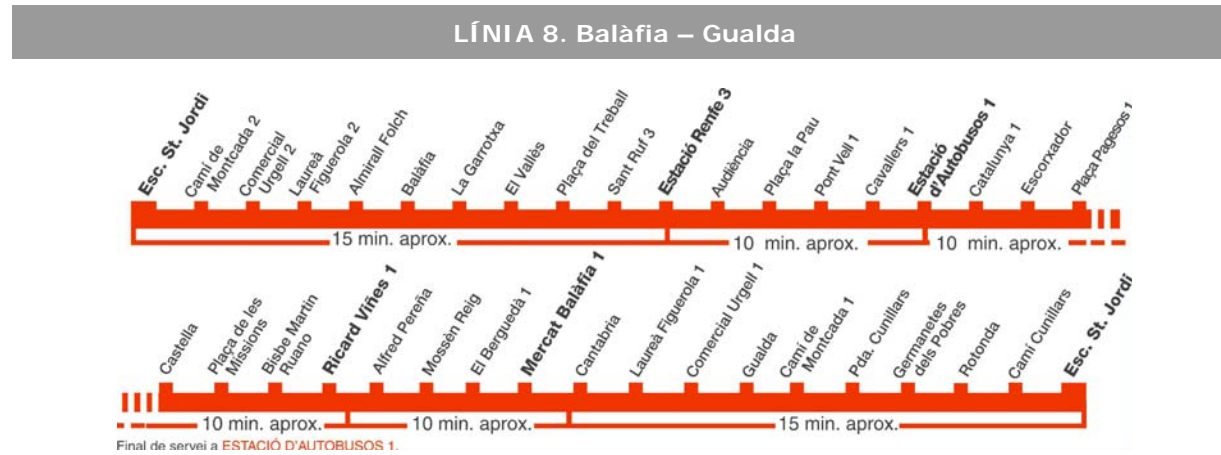 LÍNIA 8. Balàfia – Gualda
Esc. St. Jordi
Camí de
Montcada 2
Comercial
Urgell 2
Laureà
Figuerola 2
Almirall Folch
Balàfia
La Garrotxa
El Vallès
Plaça del Treball
Sant Ruf 3
Estació Renfe 3
Audiència
Plaça la Pau
Pont Vell 1
Cavallers 1
Estació
d'Autobusos 1
Catalunya 1
Escorxador
Plaça Pagesos 1
15 min. aprox.
10 min. aprox.
10 min. aprox.
Castella
Plaça de les
Missions
Bisbe Martin
Ruano
Ricard Viñes 1
Alfred Pereña
Mossèn Reig
El Berguedà 1
Mercat Balàfia 1
Cantabria
Laureà Figuerola 1
Comercial Urgell 1
Gualda
Camí de
Montcada 1
Pda. Cunillars
Germanetes
dels Pobres
Rotonda
Camí Cunillars
Esc. St. Jordi
10 min. aprox.
10 min. aprox.
15 min. aprox.
Final de servei a ESTACIÓ D'AUTOBUSOS 1.